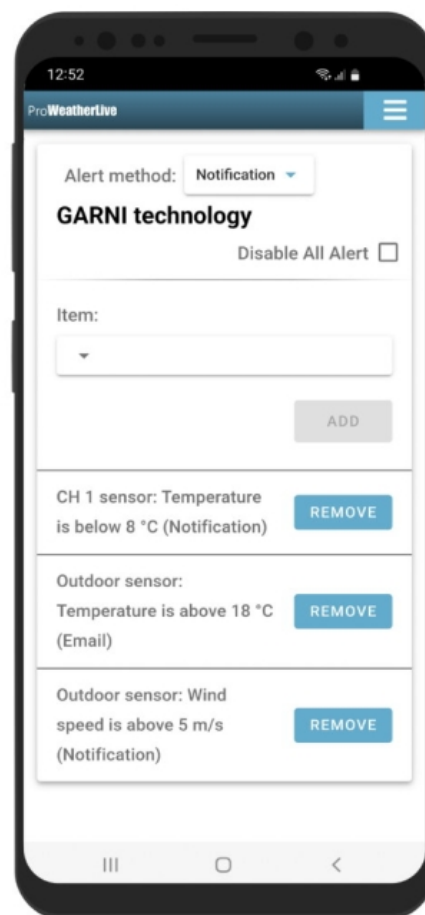 12:52
ProWeatherLive
Alert method: Notification
GARNI technology
Disable All Alert
Item:
ADD
CH 1 sensor: Temperature
is below 8 °C (Notification)
REMOVE
Outdoor sensor:
Temperature is above 18 °C
(Email)
REMOVE
Outdoor sensor: Wind
speed is above 5 m/s
(Notification)
REMOVE